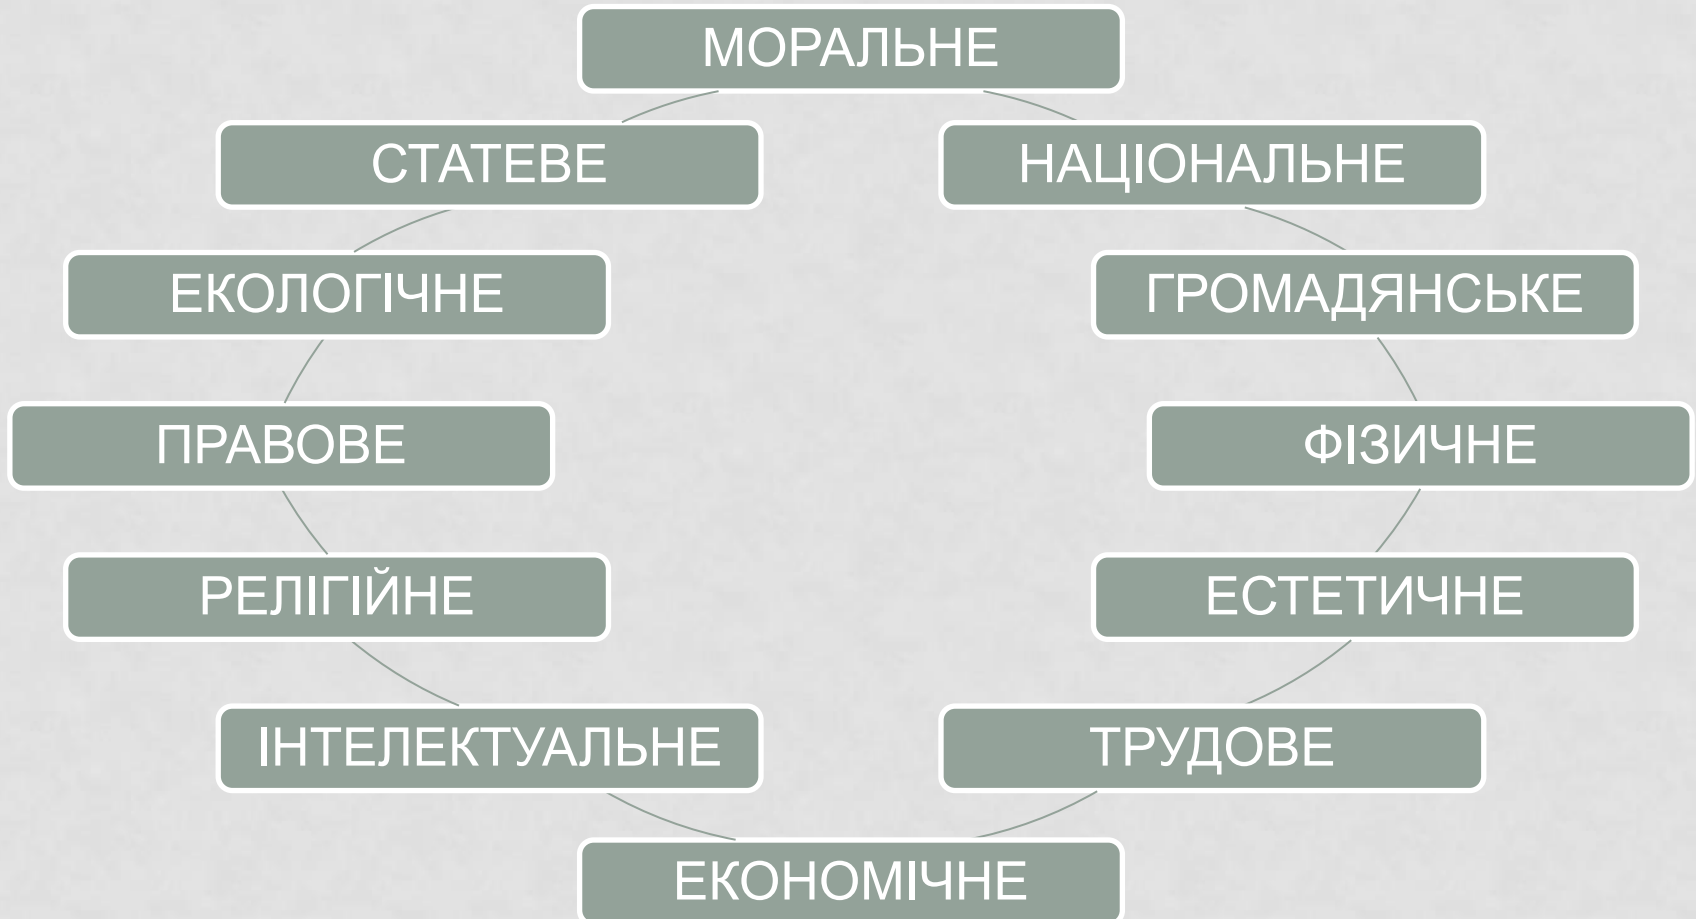 МОРАЛЬНЕ
СТАТЕВЕ
НАЦІОНАЛЬНЕ
ЕКОЛОГІЧНЕ
ГРОМАДЯНСЬКЕ
ПРАВОВЕ
ФІЗИЧНЕ
РЕЛІГІЙНЕ
ЕСТЕТИЧНЕ
ІНТЕЛЕКТУАЛЬНЕ
ТРУДОВЕ
ЕКОНОМІЧНЕ